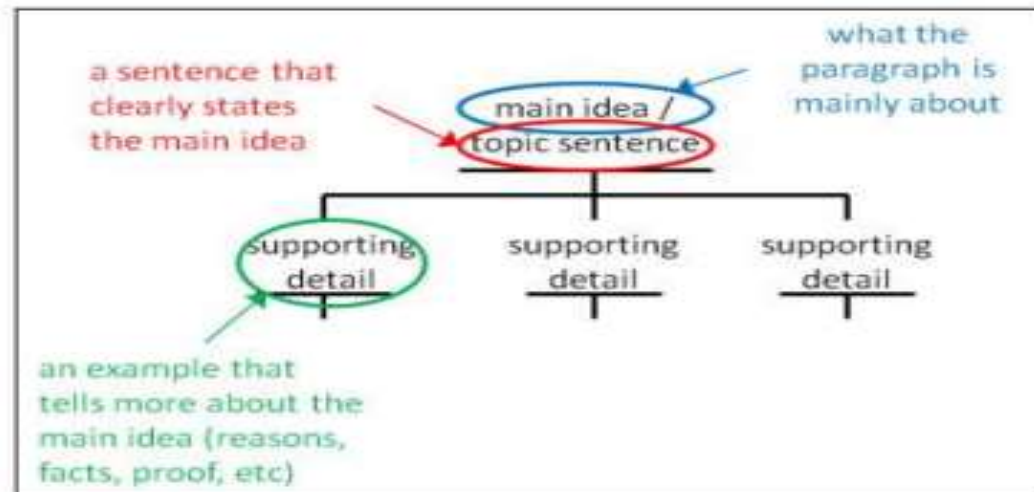 what the
paragraph is
mainly about
a sentence that
clearly states
the main idea
main idea /
topic sentence
supporting
detail
supporting
detail
supporting
detail
an example that
tells more about the
main idea (reasons,
facts, proof, etc)